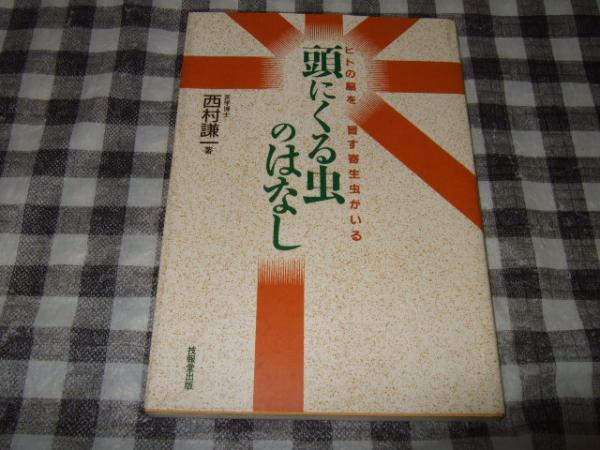 ヒトの脳を冒す寄生虫がいる
頭にくる虫
のはなし
医学博士
西村謙一 著
技報堂出版